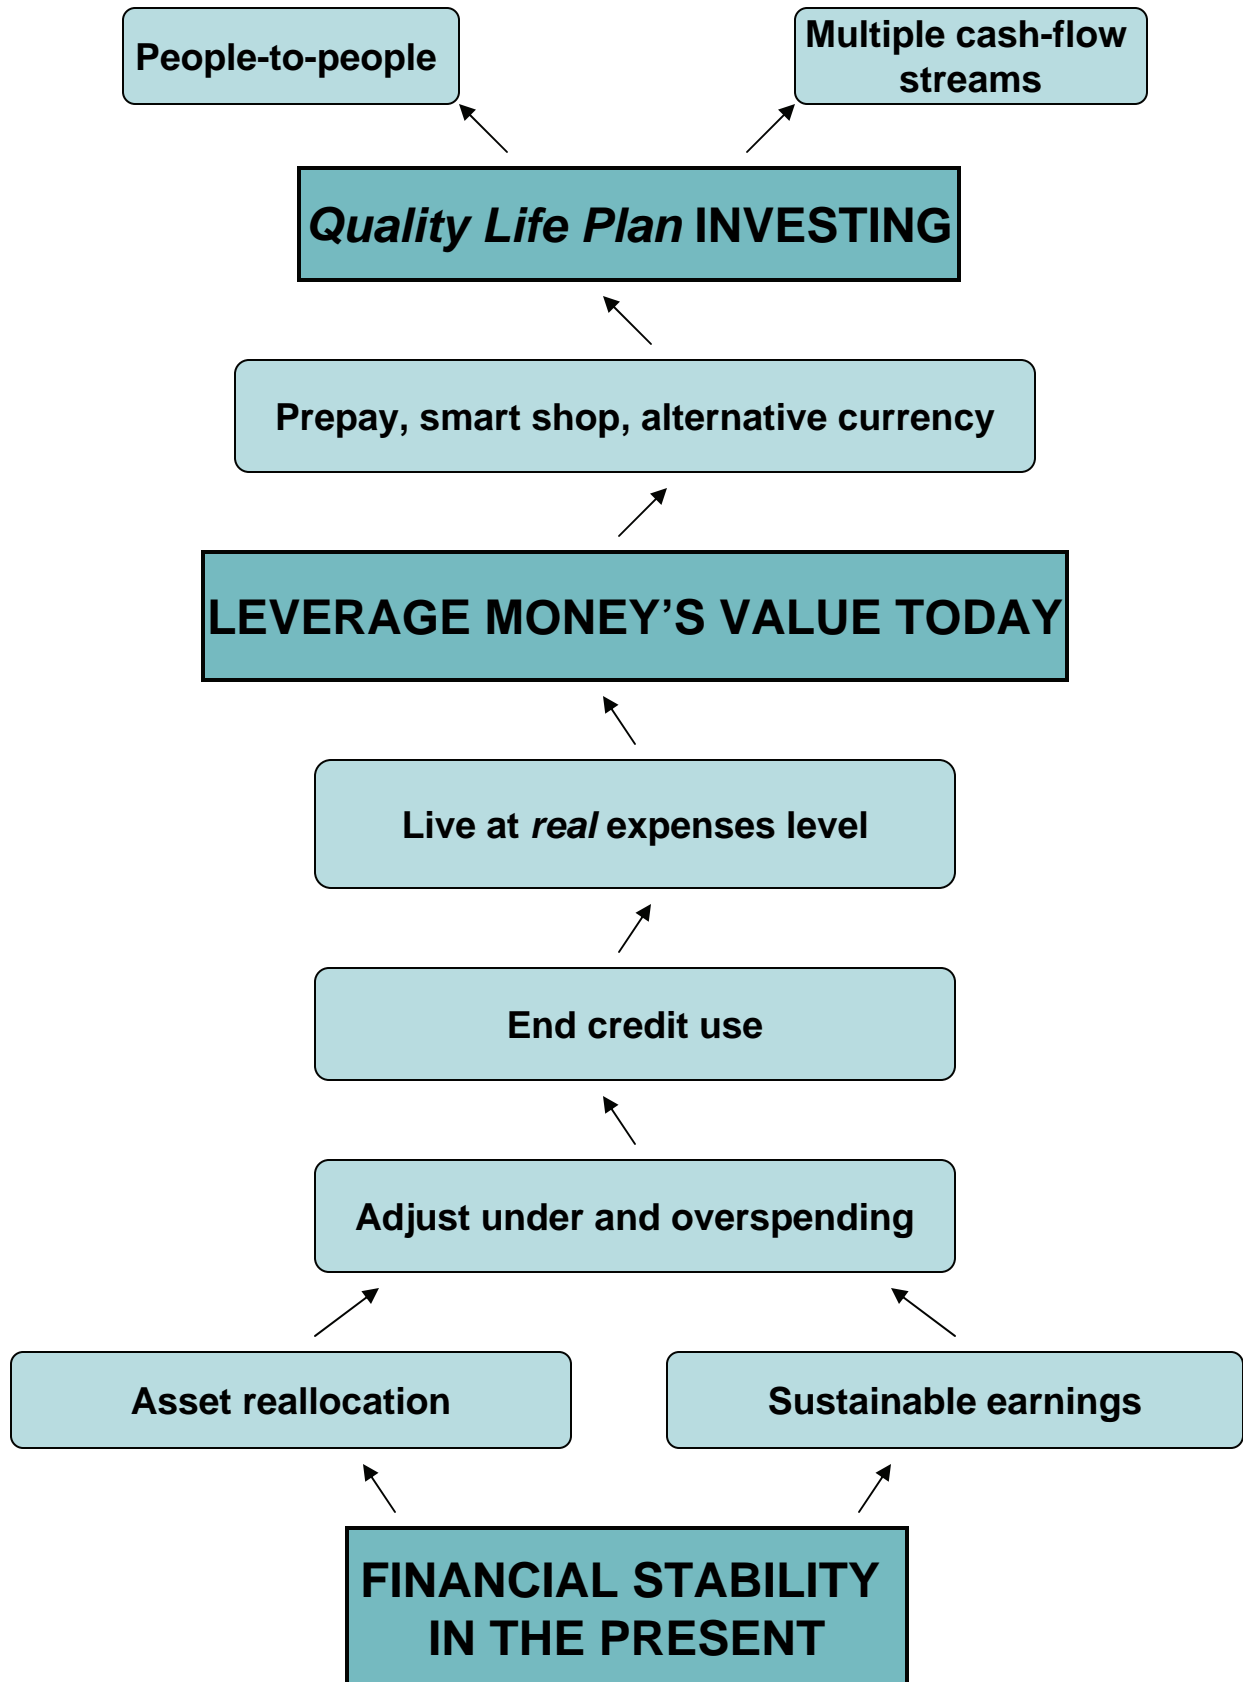 People-to-people
Multiple cash-flow
streams
Quality Life Plan INVESTING
Prepay, smart shop, alternative currency
LEVERAGE MONEY’S VALUE TODAY
Live at real expenses level
End credit use
Adjust under and overspending
Asset reallocation
Sustainable earnings
FINANCIAL STABILITY
IN THE PRESENT